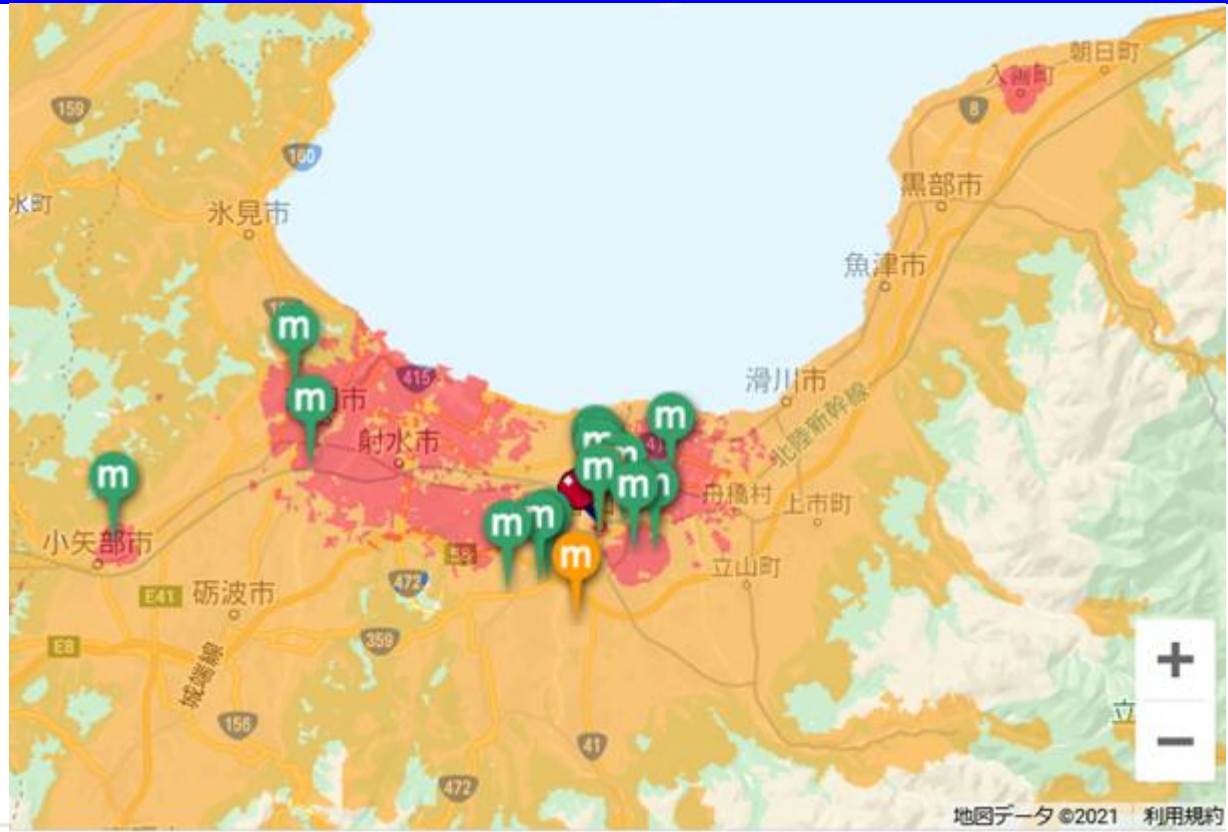 朝日町
入善町
159
8
160
黒部市
水町
氷見市
魚津市
415
滑川市
北陸新幹線
市
射水市
m
m
m
m
m
m
m
m
m
m
m
舟橋村
上市町
小矢部市
立山町
472
E41
砺波市
359
E8
城端線
156
立
41
472
+
−
地図データ ©2021 利用規約